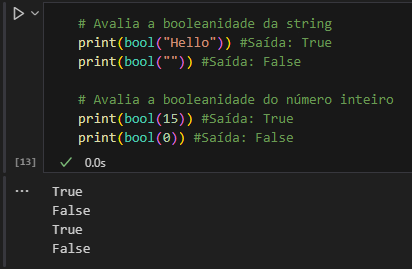 # Avalia a booleanidade da string
print(bool("Hello")) #Saída: True
print(bool("")) #Saída: False
# Avalia a booleanidade do número inteiro
print(bool(15)) #Saída: True
print(bool(0)) #Saída: False
[13] ✓ 0.0s
... True
False
True
False